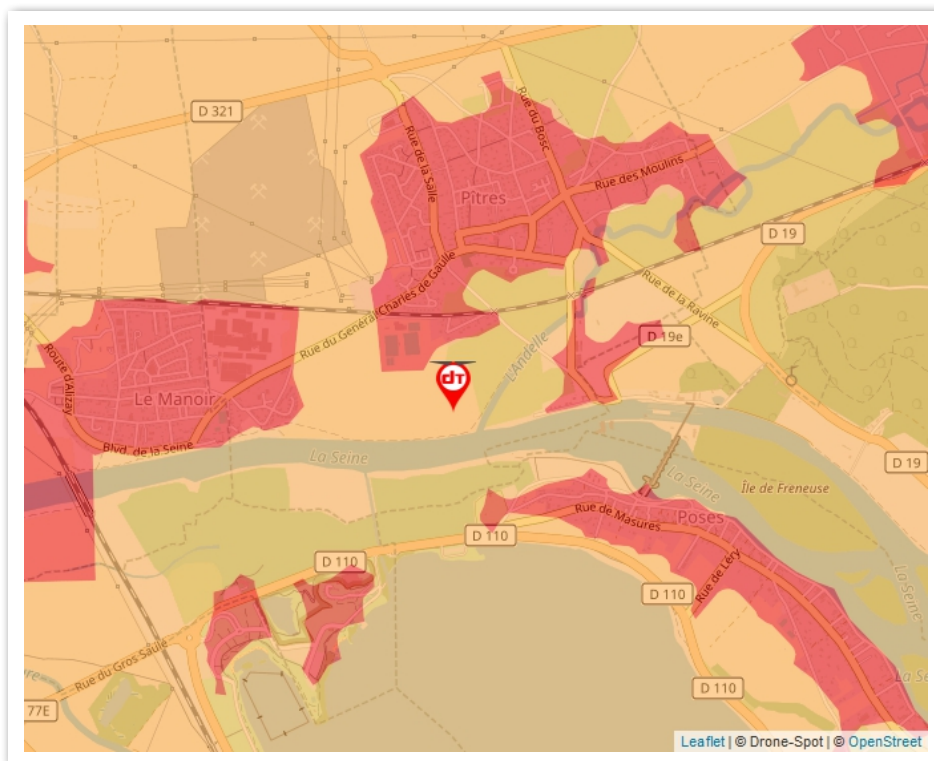 D 321
Rue de la Salle
Rue du Bosc
Pîtres
Rue des Moulins
D 19
Rue du Général Charles de Gaulle
Rue de la Ravine
D 19e
Route d'Alizay
dT
L'Andelle
Le Manoir
Blvd. de la Seine
La Seine
D 19
La Seine
Île de Freneuse
Rue de Masures
Poses
D 110
D 110
Rue de Léry
D 110
La Seine
Rue du Gros Saule
D 110
77E
Leaflet | © Drone-Spot | © OpenStreet